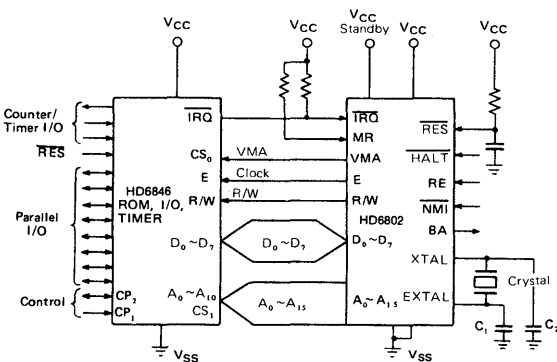 VCC
VCC
VCC
Standby
VCC
VCC
Counter/
Timer I/O
RES
Parallel
I/O
Control
IRQ
CS0
E
HD6846
ROM, I/O,
TIMER
R/W
D0~D7
A0~A10
CS1
CP2
CP1
VSS
VMA
Clock
R/W
D0~D7
A0~A15
IRQ
MR
VMA
E
R/W
HD6802
D0~D7
A0~A15
RES
HALT
RE
NMI
BA
XTAL
EXTAL
VSS
Crystal
C1
C2